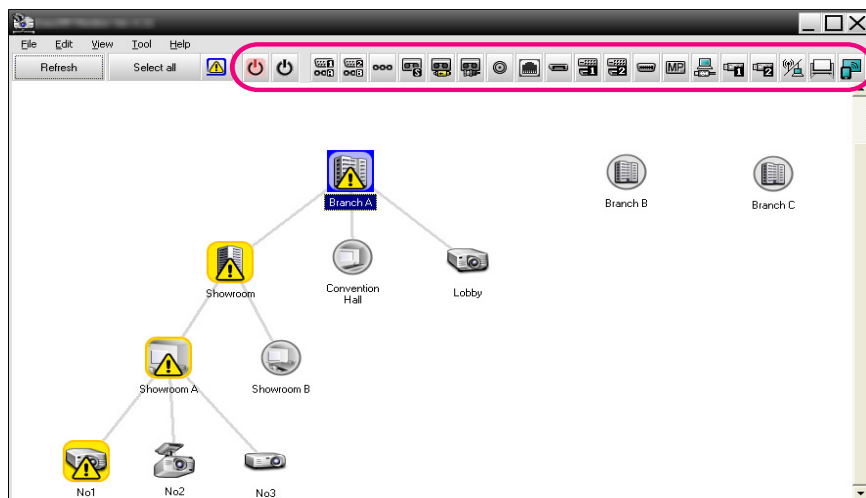 File Edit View Tool Help
Refresh Select all
MP
Branch A
Branch B
Branch C
Showroom
Convention
Hall
Lobby
Showroom A
Showroom B
No1
No2
No3